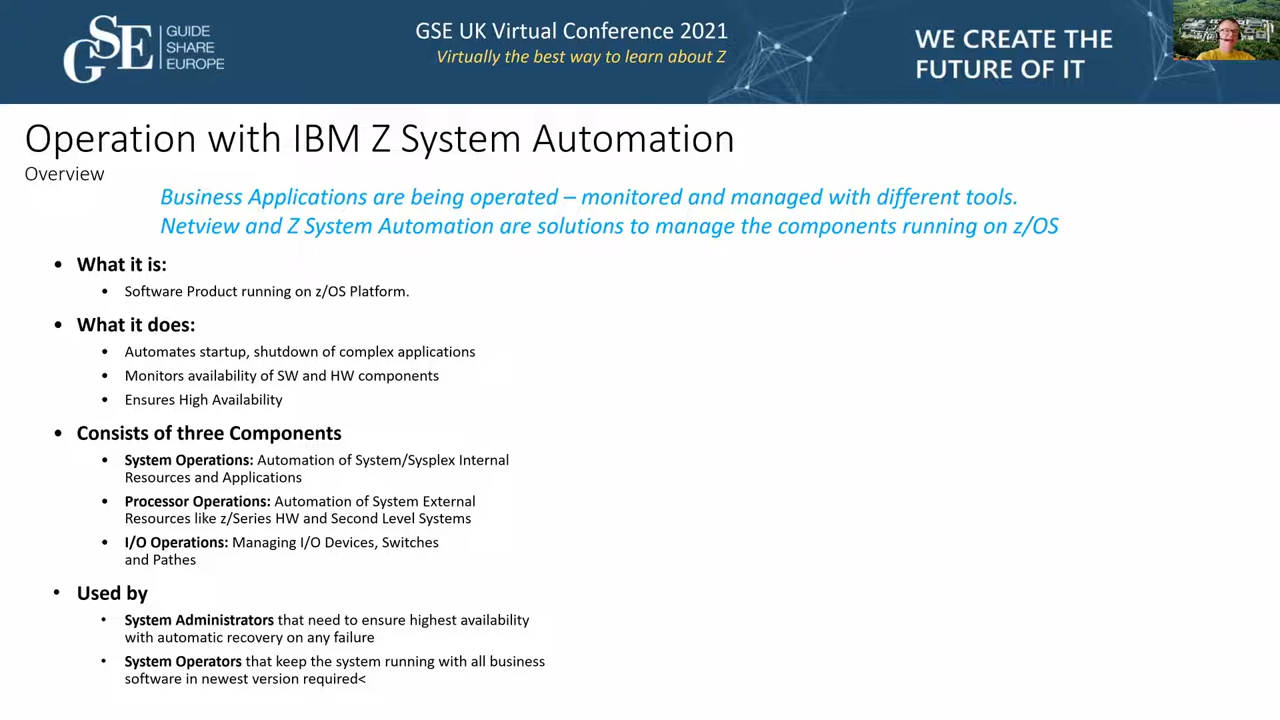 GSE
GUIDE
SHARE
EUROPE
GSE UK Virtual Conference 2021
Virtually the best way to learn about Z
WE CREATE THE
FUTURE OF IT
Operation with IBM Z System Automation
Overview
Business Applications are being operated – monitored and managed with different tools.
Netview and Z System Automation are solutions to manage the components running on z/OS
• What it is:
• Software Product running on z/OS Platform.
• What it does:
• Automates startup, shutdown of complex applications
• Monitors availability of SW and HW components
• Ensures High Availability
• Consists of three Components
• System Operations: Automation of System/Sysplex Internal
Resources and Applications
• Processor Operations: Automation of System External
Resources like z/Series HW and Second Level Systems
• I/O Operations: Managing I/O Devices, Switches
and Pathes
• Used by
• System Administrators that need to ensure highest availability
with automatic recovery on any failure
• System Operators that keep the system running with all business
software in newest version required<